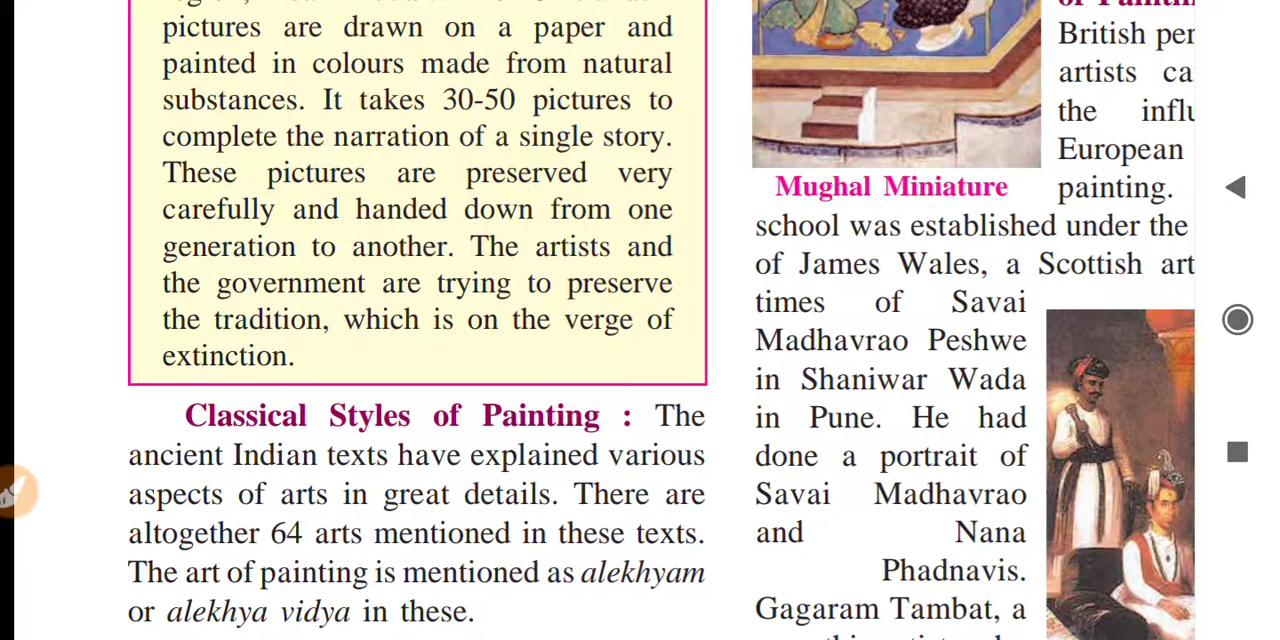 pictures are drawn on a paper and
painted in colours made from natural
substances. It takes 30-50 pictures to
complete the narration of a single story.
These pictures are preserved very
carefully and handed down from one
generation to another. The artists and
the government are trying to preserve
the tradition, which is on the verge of
extinction.
Classical Styles of Painting : The
ancient Indian texts have explained various
aspects of arts in great details. There are
altogether 64 arts mentioned in these texts.
The art of painting is mentioned as alekhyam
or alekhya vidya in these.
British per
artists ca
the influ
European
painting.
Mughal Miniature
school was established under the
of James Wales, a Scottish art
times of Savai
Madhavrao Peshwe
in Shaniwar Wada
in Pune. He had
done a portrait of
Savai Madhavrao
and Nana
Phadnavis.
Gagaram Tambat, a